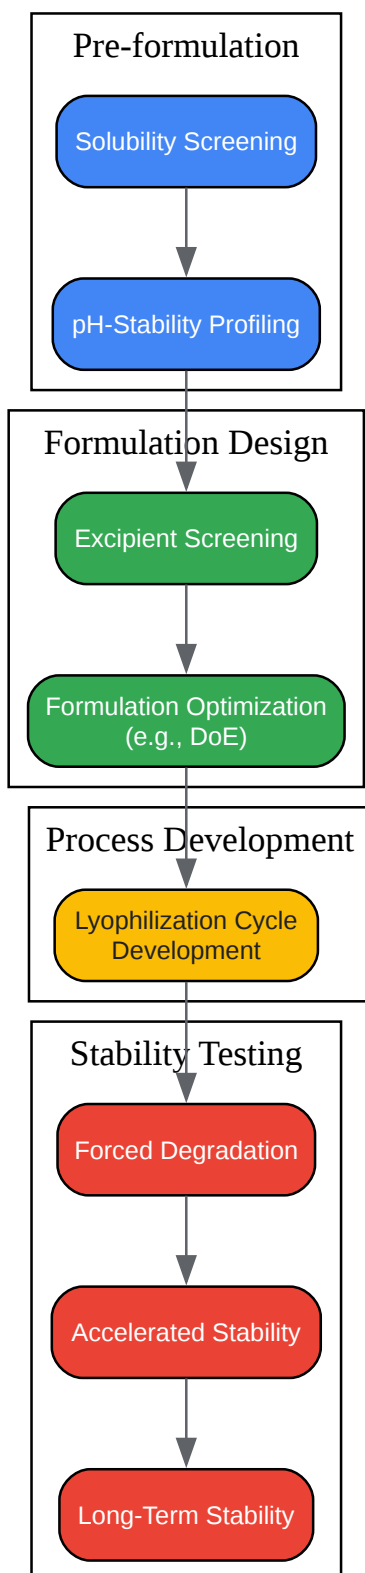 Pre-formulation
Solubility Screening
pH-Stability Profiling
Formulation Design
Excipient Screening
Formulation Optimization
(e.g., DoE)
Process Development
Lyophilization Cycle
Development
Stability Testing
Forced Degradation
Accelerated Stability
Long-Term Stability